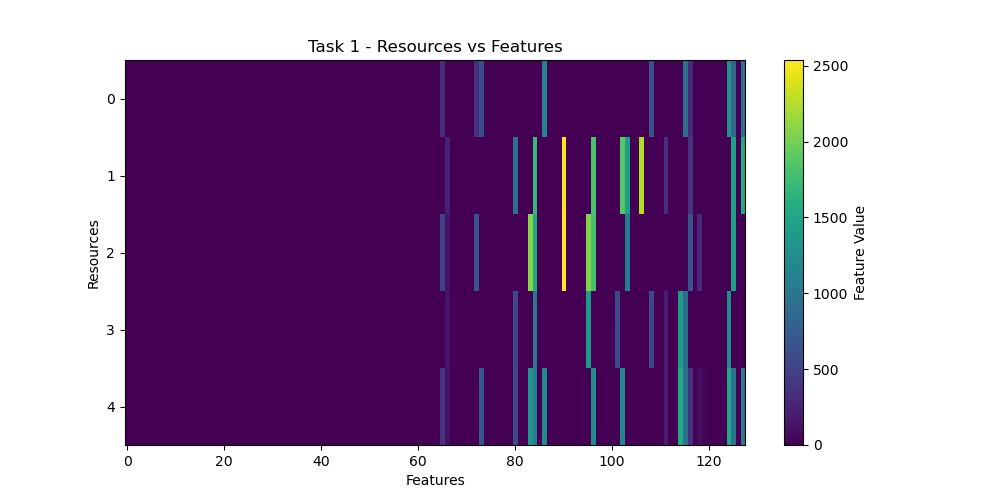 Task 1 - Resources vs Features
0
1
2
3
4
Resources
0 20 40 60 80 100 120
Features
2500
2000
1500
1000
500
0
Feature Value